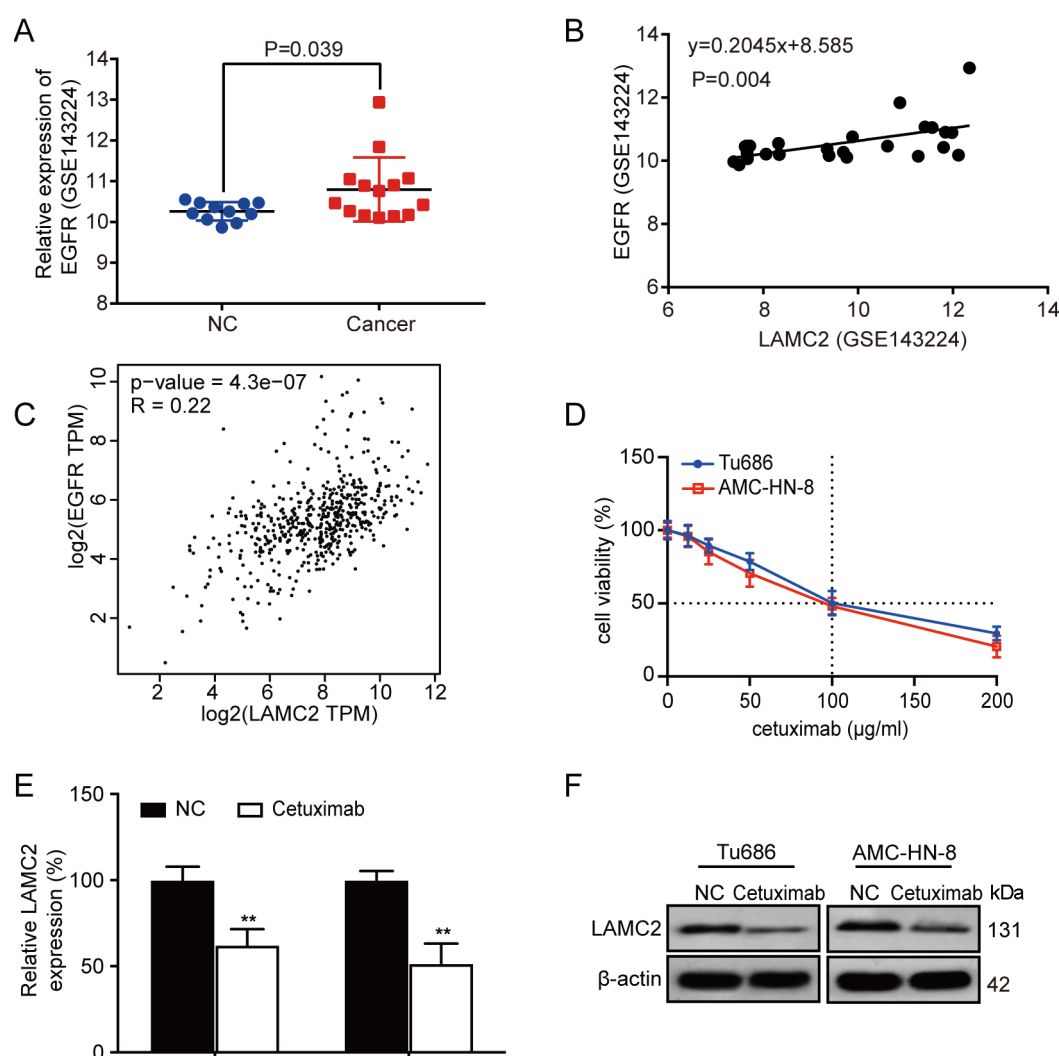 A
P=0.039
Relative expression of
EGFR (GSE143224)
14
13
12
11
10
9
8
NC
Cancer
B
y=0.2045x+8.585
P=0.004
EGFR (GSE143224)
14
12
10
8
6
6
8
10
12
14
LAMC2 (GSE143224)
C
p−value = 4.3e−07
R = 0.22
log2(EGFR TPM)
10
8
6
4
2
2
4
6
8
10
12
log2(LAMC2 TPM)
D
Tu686
AMC-HN-8
cell viability (%)
150
100
50
0
0
50
100
150
200
cetuximab (μg/ml)
E
NC
Cetuximab
Relative LAMC2
expression (%)
150
100
50
0
**
**
F
Tu686
AMC-HN-8
NC Cetuximab NC Cetuximab kDa
LAMC2
131
β-actin
42